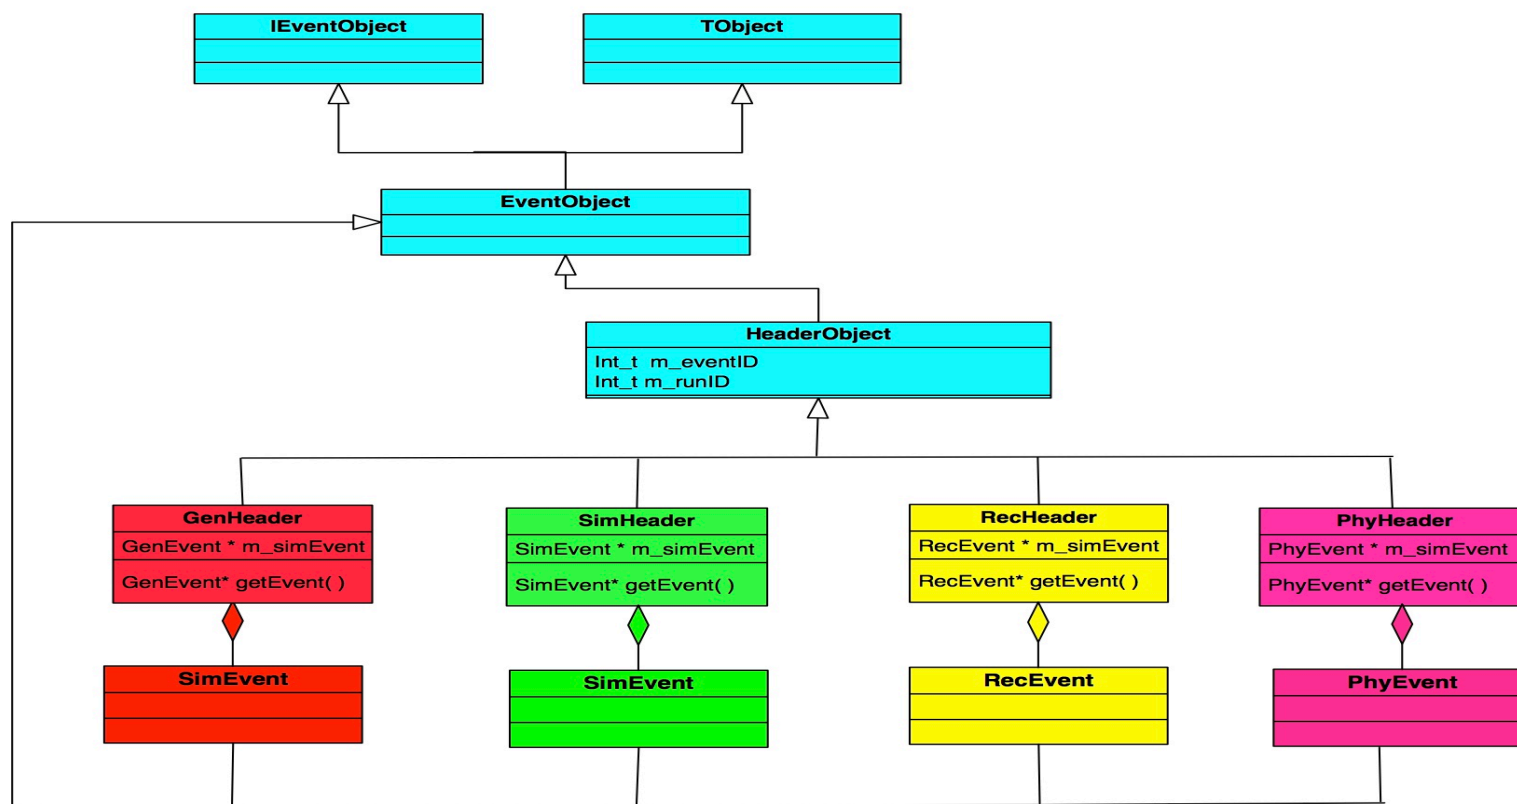 IEventObject
TObject
EventObject
HeaderObject
Int_t m_eventID
Int_t m_runID
GenHeader
GenEvent * m_simEvent
GenEvent* getEvent( )
SimHeader
SimEvent * m_simEvent
SimEvent* getEvent( )
RecHeader
RecEvent * m_simEvent
RecEvent* getEvent( )
PhyHeader
PhyEvent * m_simEvent
PhyEvent* getEvent( )
SimEvent
SimEvent
RecEvent
PhyEvent